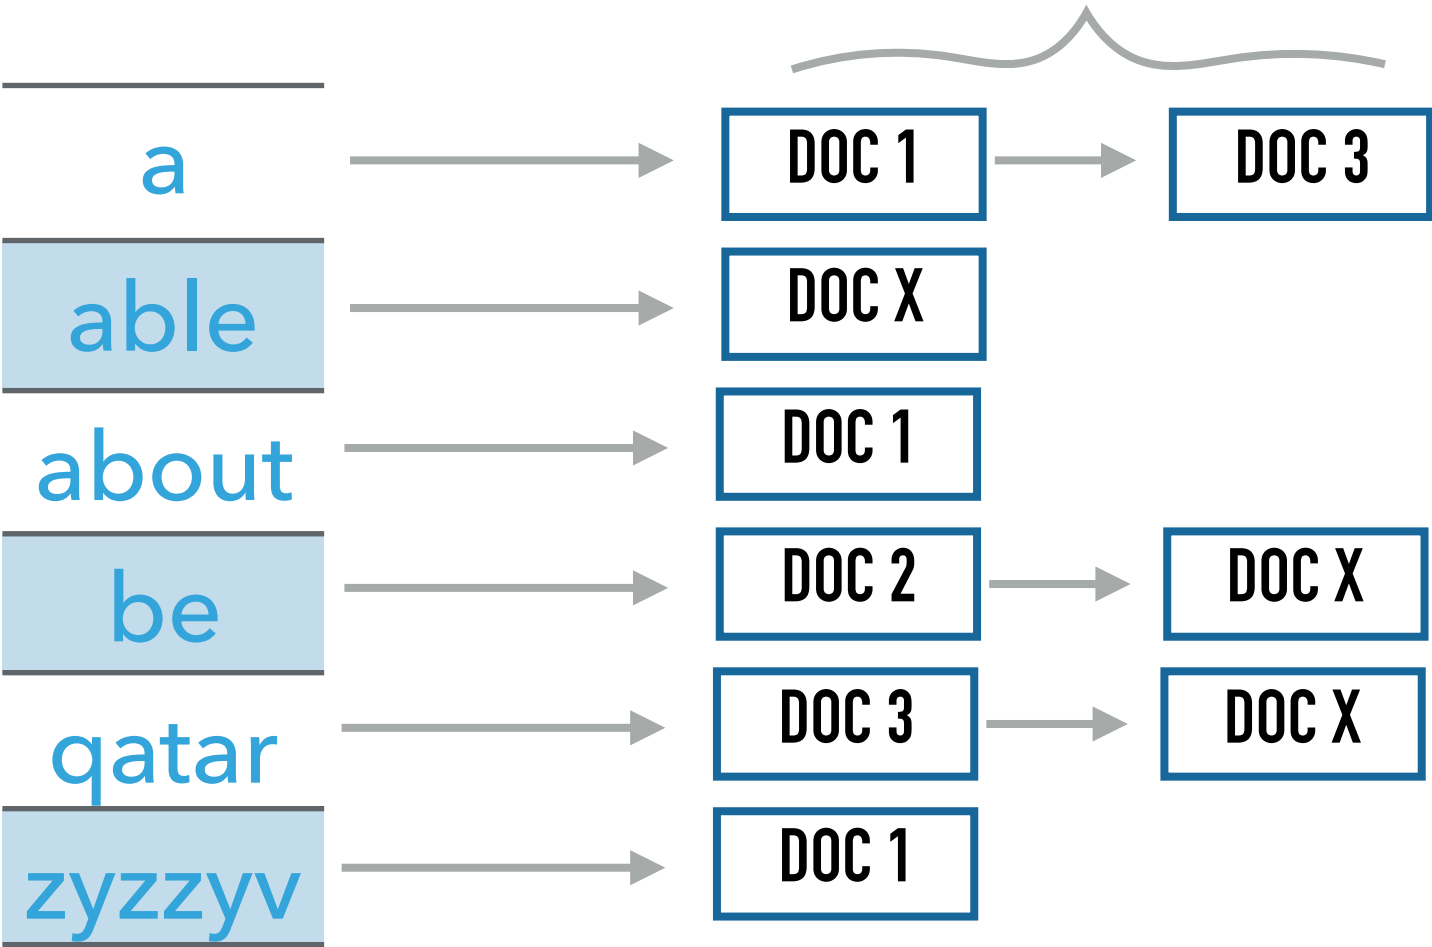 a DOC 1 DOC 3
able DOC X
about DOC 1
be DOC 2 DOC X
qatar DOC 3 DOC X
zyzzyv DOC 1